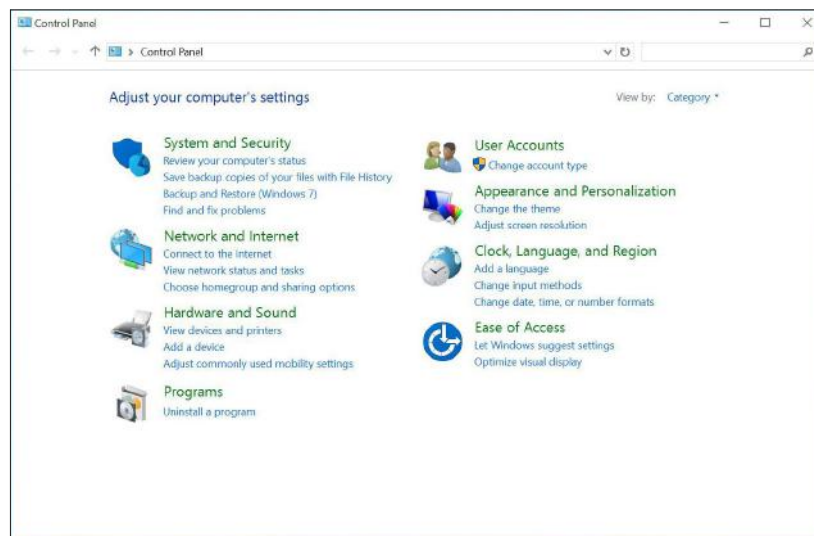 Control Panel
Control Panel
Adjust your computer's settings
View by: Category
System and Security
Review your computer's status
Save backup copies of your files with File History
Backup and Restore (Windows 7)
Find and fix problems
Network and Internet
Connect to the internet
View network status and tasks
Choose homegroup and sharing options
Hardware and Sound
View devices and printers
Add a device
Adjust commonly used mobility settings
Programs
Uninstall a program
User Accounts
Change account type
Appearance and Personalization
Change the theme
Adjust screen resolution
Clock, Language, and Region
Add a language
Change input methods
Change date, time, or number formats
Ease of Access
Let Windows suggest settings
Optimize visual display